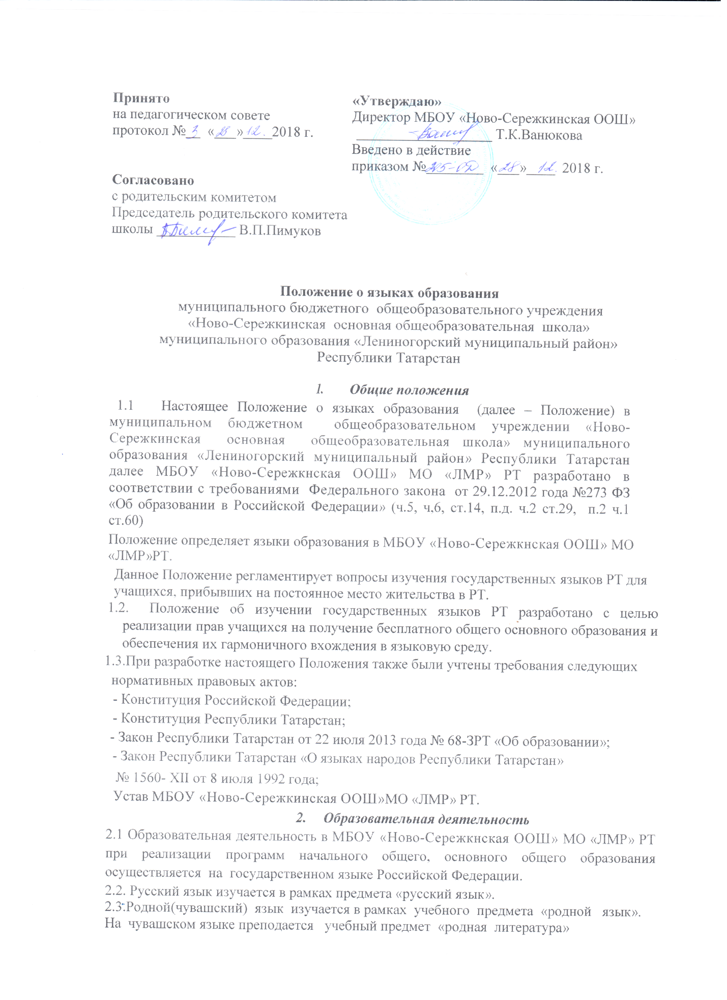 Принято
на педагогическом совете
протокол № 3 «28» 12. 2018 г.
«Утверждаю»
Директор МБОУ «Ново-Сережкинская ООШ»
Т.К.Ванюкова
Введено в действие
приказом № «28» 12. 2018 г.
Согласовано
с родительским комитетом
Председатель родительского комитета
школы В.П.Пимуков
Положение о языках образования
муниципального бюджетного общеобразовательного учреждения
«Ново-Сережкинская основная общеобразовательная школа»
муниципального образования «Лениногорский муниципальный район»
Республики Татарстан
1. Общие положения
1.1 Настоящее Положение о языках образования (далее – Положение) в
муниципальном бюджетном общеобразовательном учреждении «Ново-
Сережкинская основная общеобразовательная школа» муниципального
образования «Лениногорский муниципальный район» Республики Татарстан
далее МБОУ «Ново-Сережкнская ООШ» МО «ЛМР» РТ разработано в
соответствии с требованиями Федерального закона от 29.12.2012 года №273 ФЗ
«Об образовании в Российской Федерации» (ч.5, ч.6, ст.14, п.д. ч.2 ст.29, п.2 ч.1
ст.60)
Положение определяет языки образования в МБОУ «Ново-Сережкнская ООШ» МО
«ЛМР»РТ.
Данное Положение регламентирует вопросы изучения государственных языков РТ для
учащихся, прибывших на постоянное место жительства в РТ.
1.2. Положение об изучении государственных языков РТ разработано с целью
реализации прав учащихся на получение бесплатного общего основного образования и
обеспечения их гармоничного вхождения в языковую среду.
1.3.При разработке настоящего Положения также были учтены требования следующих
нормативных правовых актов:
- Конституция Российской Федерации;
- Конституция Республики Татарстан;
- Закон Республики Татарстан от 22 июля 2013 года № 68-ЗРТ «Об образовании»;
- Закон Республики Татарстан «О языках народов Республики Татарстан»
№ 1560- XII от 8 июля 1992 года;
Устав МБОУ «Ново-Сережкинская ООШ»МО «ЛМР» РТ.
2. Образовательная деятельность
2.1 Образовательная деятельность в МБОУ «Ново-Сережкнская ООШ» МО «ЛМР» РТ
при реализации программ начального общего, основного общего образования
осуществляется на государственном языке Российской Федерации.
2.2. Русский язык изучается в рамках предмета «русский язык».
2.3.Родной(чувашский) язык изучается в рамках учебного предмета «родной язык».
На чувашском языке преподается учебный предмет «родная литература»